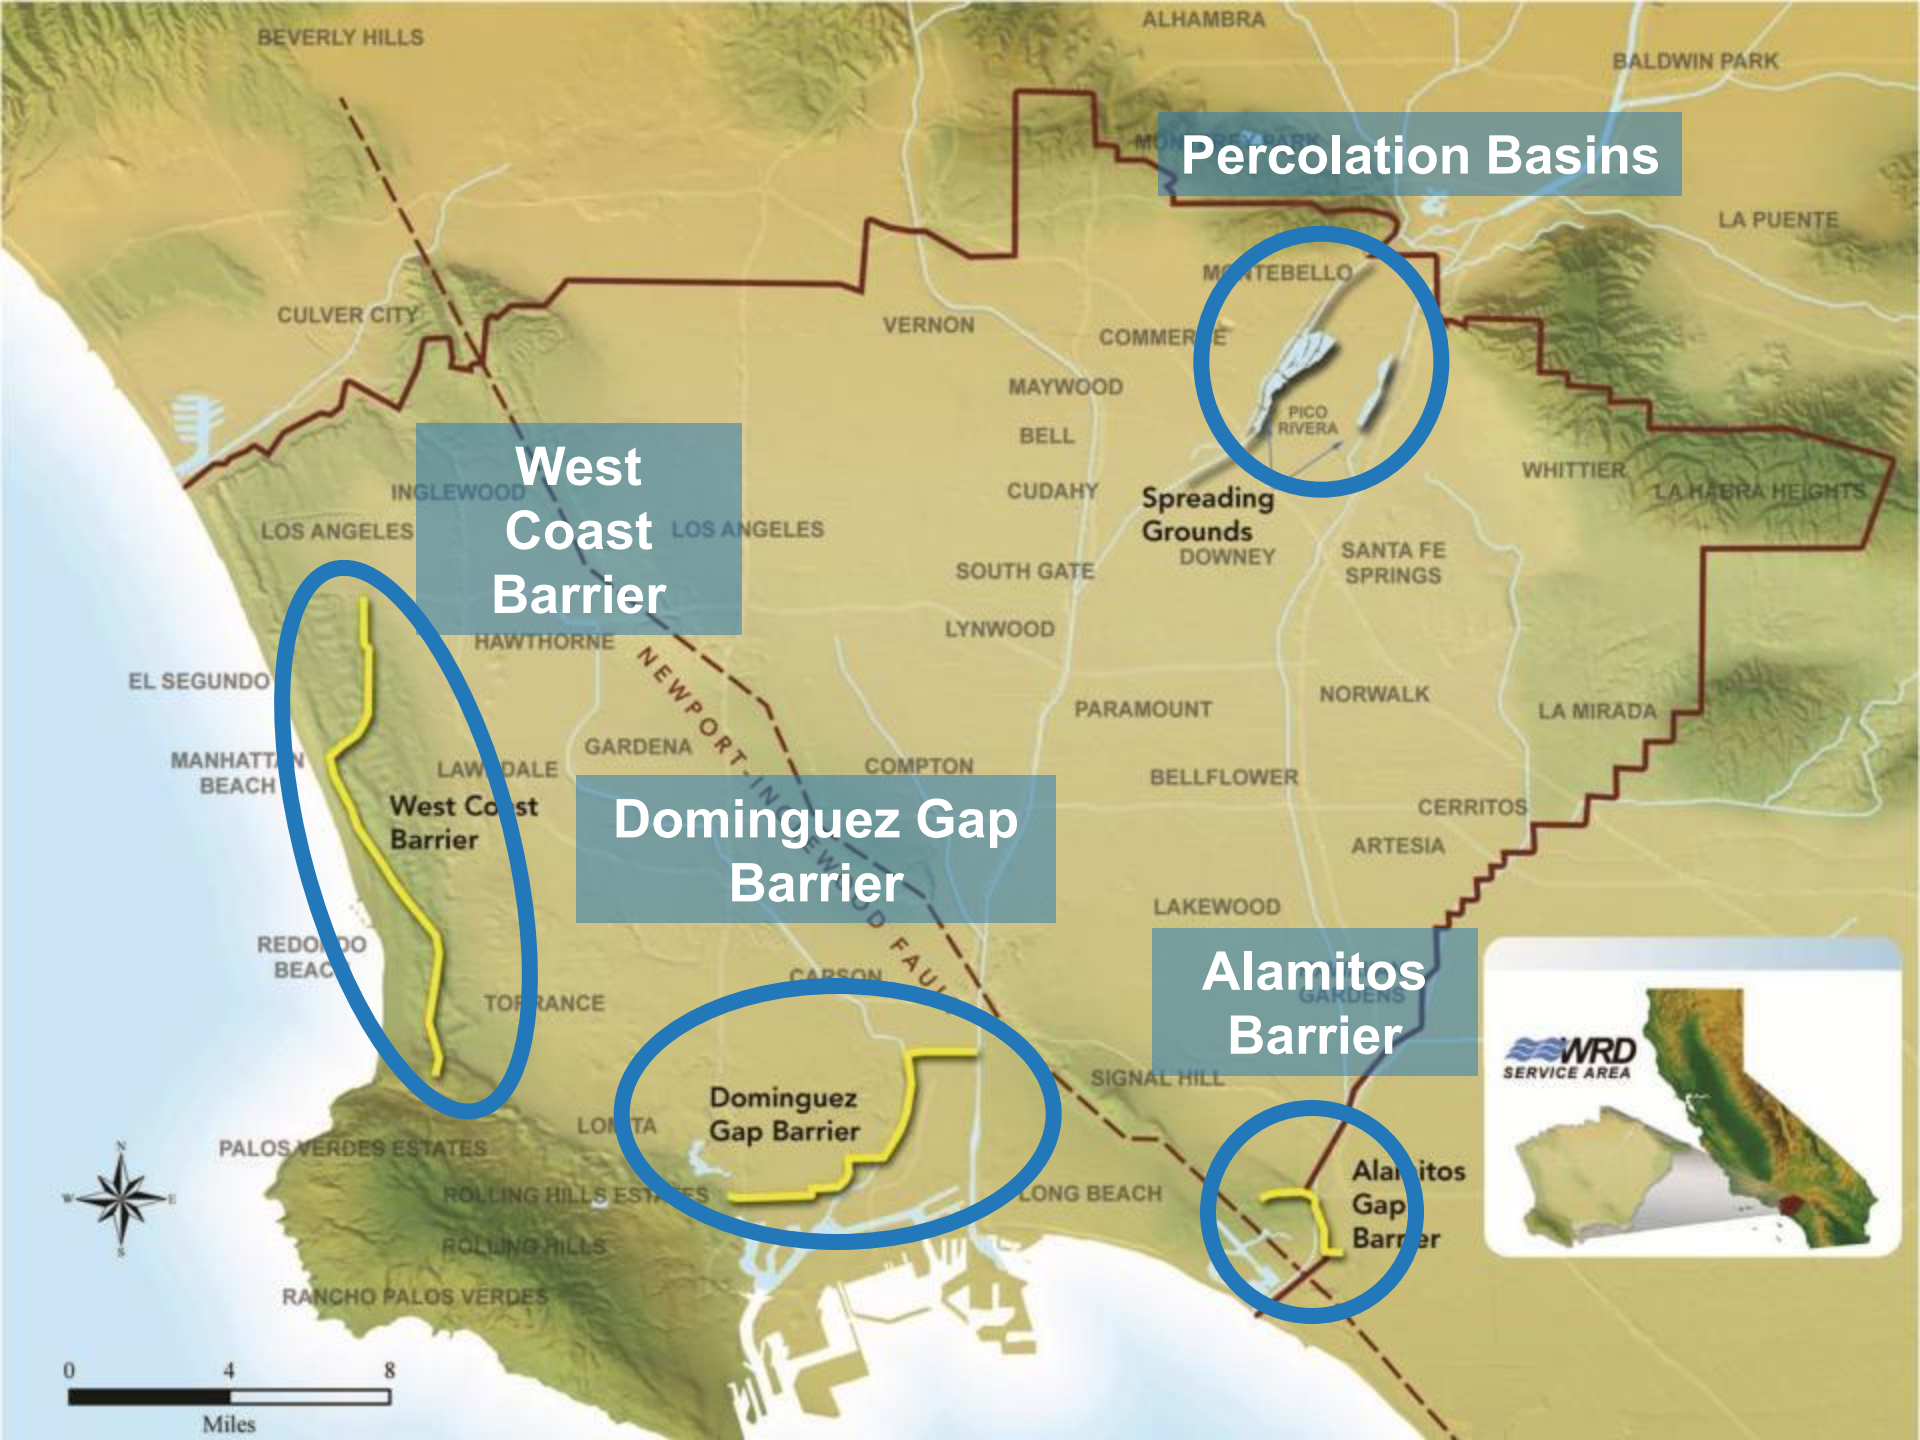 BEVERLY HILLS
ALHAMBRA
BALDWIN PARK
MONTEREY PARK
Percolation Basins
LA PUENTE
MONTEBELLO
CULVER CITY
VERNON
COMMERCE
MAYWOOD
PICO
RIVERA
BELL
West
Coast
Barrier
INGLEWOOD
CUDAHY
Spreading
Grounds
WHITTIER
LA HABRA HEIGHTS
LOS ANGELES
LOS ANGELES
DOWNEY
SANTA FE
SPRINGS
SOUTH GATE
LYNWOOD
HAWTHORNE
EL SEGUNDO
NEWPORT-INGLEWOOD FAULT
PARAMOUNT
NORWALK
LA MIRADA
MANHATTAN
BEACH
LAWNDALE
GARDENA
COMPTON
BELLFLOWER
West Coast
Barrier
Dominguez Gap
Barrier
CERRITOS
ARTESIA
LAKEWOOD
REDONDO
BEACH
CARSON
Alamitos
Barrier
GARDENS
TORRANCE
WRD
SERVICE AREA
SIGNAL HILL
Dominguez
Gap Barrier
LOMITA
PALOS VERDES ESTATES
Alamitos
Gap
Barrier
ROLLING HILLS ESTATES
LONG BEACH
N
W
E
S
ROLLING HILLS
RANCHO PALOS VERDES
0 4 8
Miles